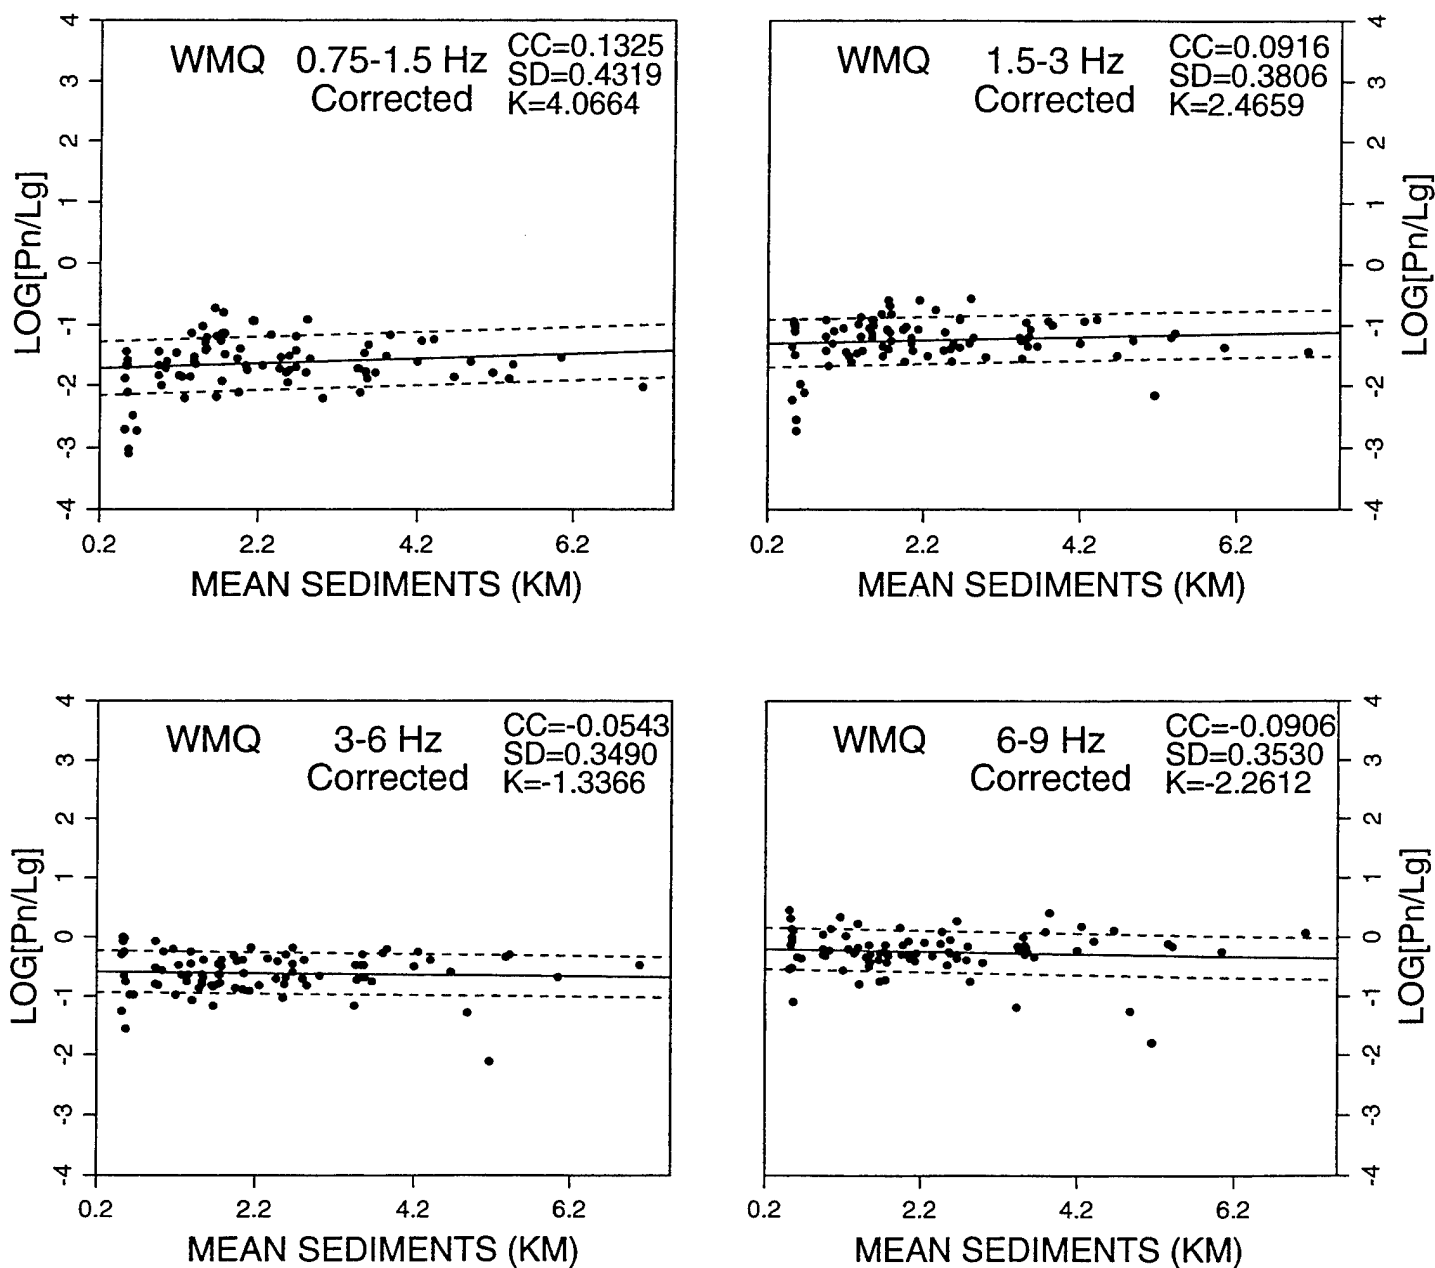 WMQ 0.75-1.5 Hz
Corrected
CC=0.1325
SD=0.4319
K=4.0664
LOG[Pn/Lg]
4
3
2
1
0
-1
-2
-3
-4
0.2 2.2 4.2 6.2
MEAN SEDIMENTS (KM)
WMQ 1.5-3 Hz
Corrected
CC=0.0916
SD=0.3806
K=2.4659
4
3
2
1
0
-1
-2
-3
-4
LOG[Pn/Lg]
0.2 2.2 4.2 6.2
MEAN SEDIMENTS (KM)
WMQ 3-6 Hz
Corrected
CC=-0.0543
SD=0.3490
K=-1.3366
LOG[Pn/Lg]
4
3
2
1
0
-1
-2
-3
-4
0.2 2.2 4.2 6.2
MEAN SEDIMENTS (KM)
WMQ 6-9 Hz
Corrected
CC=-0.0906
SD=0.3530
K=-2.2612
4
3
2
1
0
-1
-2
-3
-4
LOG[Pn/Lg]
0.2 2.2 4.2 6.2
MEAN SEDIMENTS (KM)